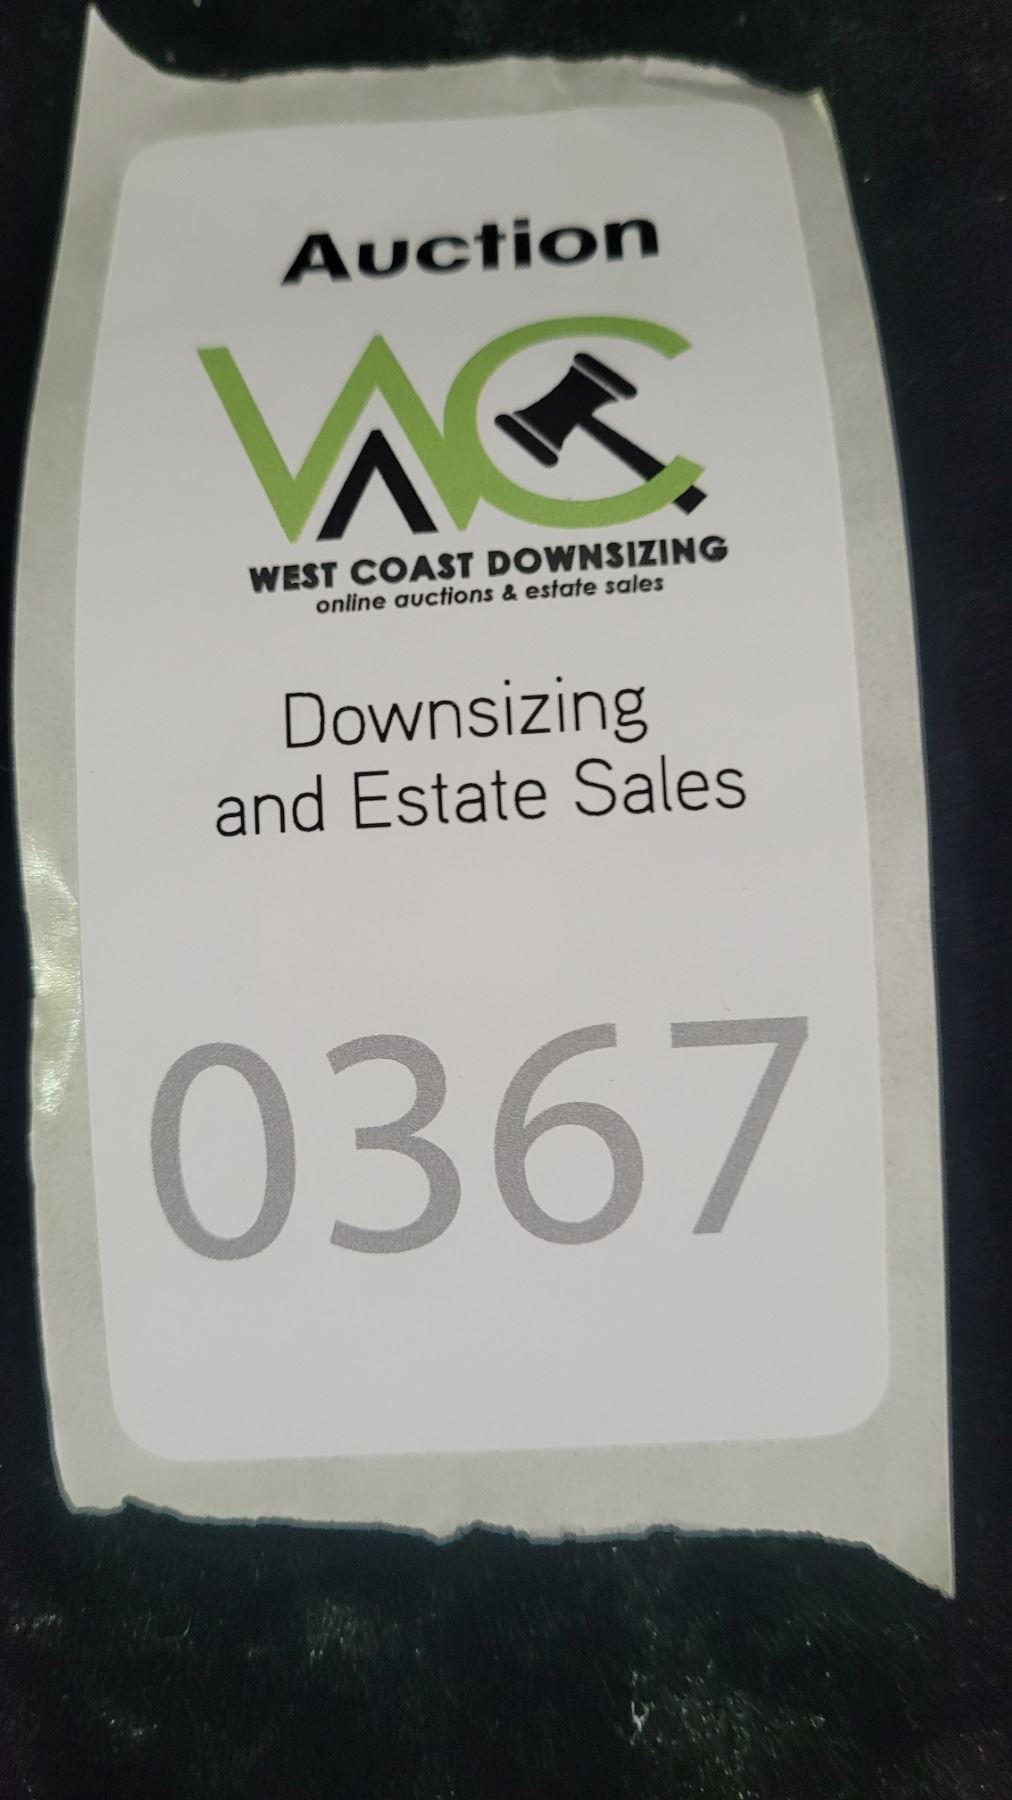 Auction
WC
WEST COAST DOWNSIZING
online auctions & estate sales
Downsizing
and Estate Sales
0367